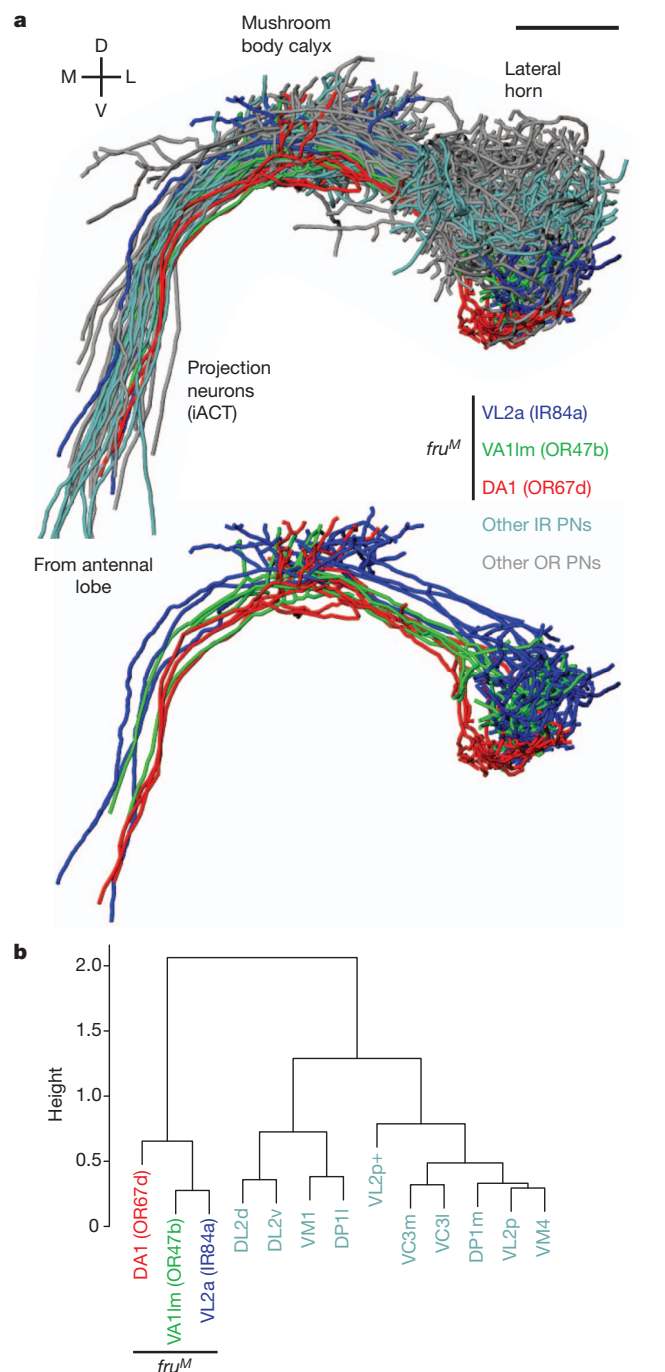 a
Mushroom
body calyx
D
M
L
V
Lateral
horn
Projection
neurons
(iACT)
fruM
VL2a (IR84a)
VA1lm (OR47b)
DA1 (OR67d)
Other IR PNs
Other OR PNs
From antennal
lobe
b
Height
2.0
1.5
1.0
0.5
0
DA1 (OR67d)
VA1lm (OR47b)
VL2a (IR84a)
DL2d
DL2v
VM1
DP1l
VL2p+
VC3m
VC3l
DP1m
VL2p
VM4
fruM